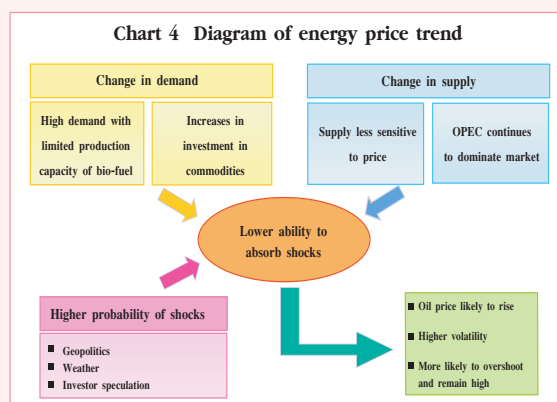 Chart 4 Diagram of energy price trend
Change in demand
High demand with
limited production
capacity of bio-fuel
Increases in
investment in
commodities
Change in supply
Supply less sensitive
to price
OPEC continues
to dominate market
Lower ability to
absorb shocks
Higher probability of shocks
Geopolitics
Weather
Investor speculation
Oil price likely to rise
Higher volatility
More likely to overshoot
and remain high